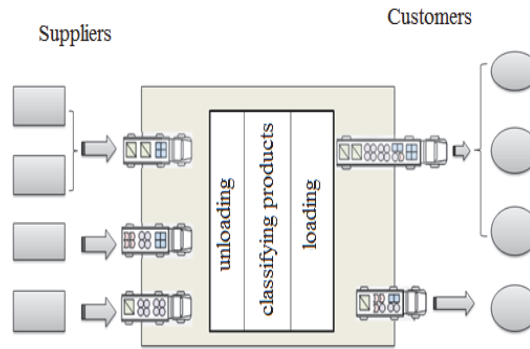 Suppliers
Customers
unloading
classifying products
loading